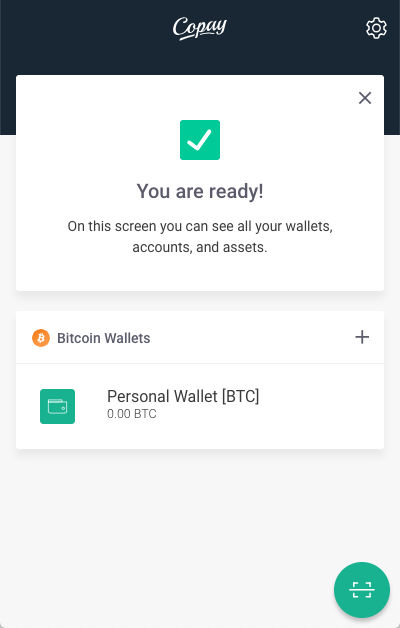 Copay
You are ready!
On this screen you can see all your wallets,
accounts, and assets.
Bitcoin Wallets
Personal Wallet [BTC]
0.00 BTC